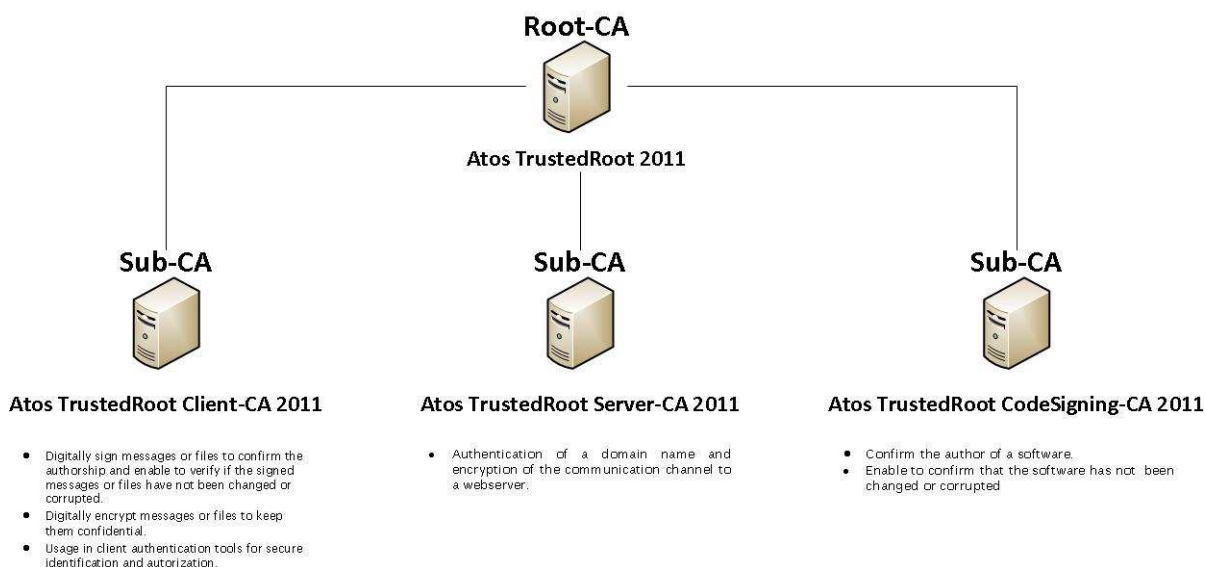 Root-CA
Atos TrustedRoot 2011
Sub-CA
Atos TrustedRoot Client-CA 2011
• Digitally sign messages or files to confirm the
authorship and enable to verify if the signed
messages or files have not been changed or
corrupted.
• Digitally encrypt messages or files to keep
them confidential.
• Usage in client authentication tools for secure
identification and autorization.
Sub-CA
Atos TrustedRoot Server-CA 2011
• Authentication of a domain name and
encryption of the communication channel to
a webserver.
Sub-CA
Atos TrustedRoot CodeSigning-CA 2011
• Confirm the author of a software.
• Enable to confirm that the software has not been
changed or corrupted